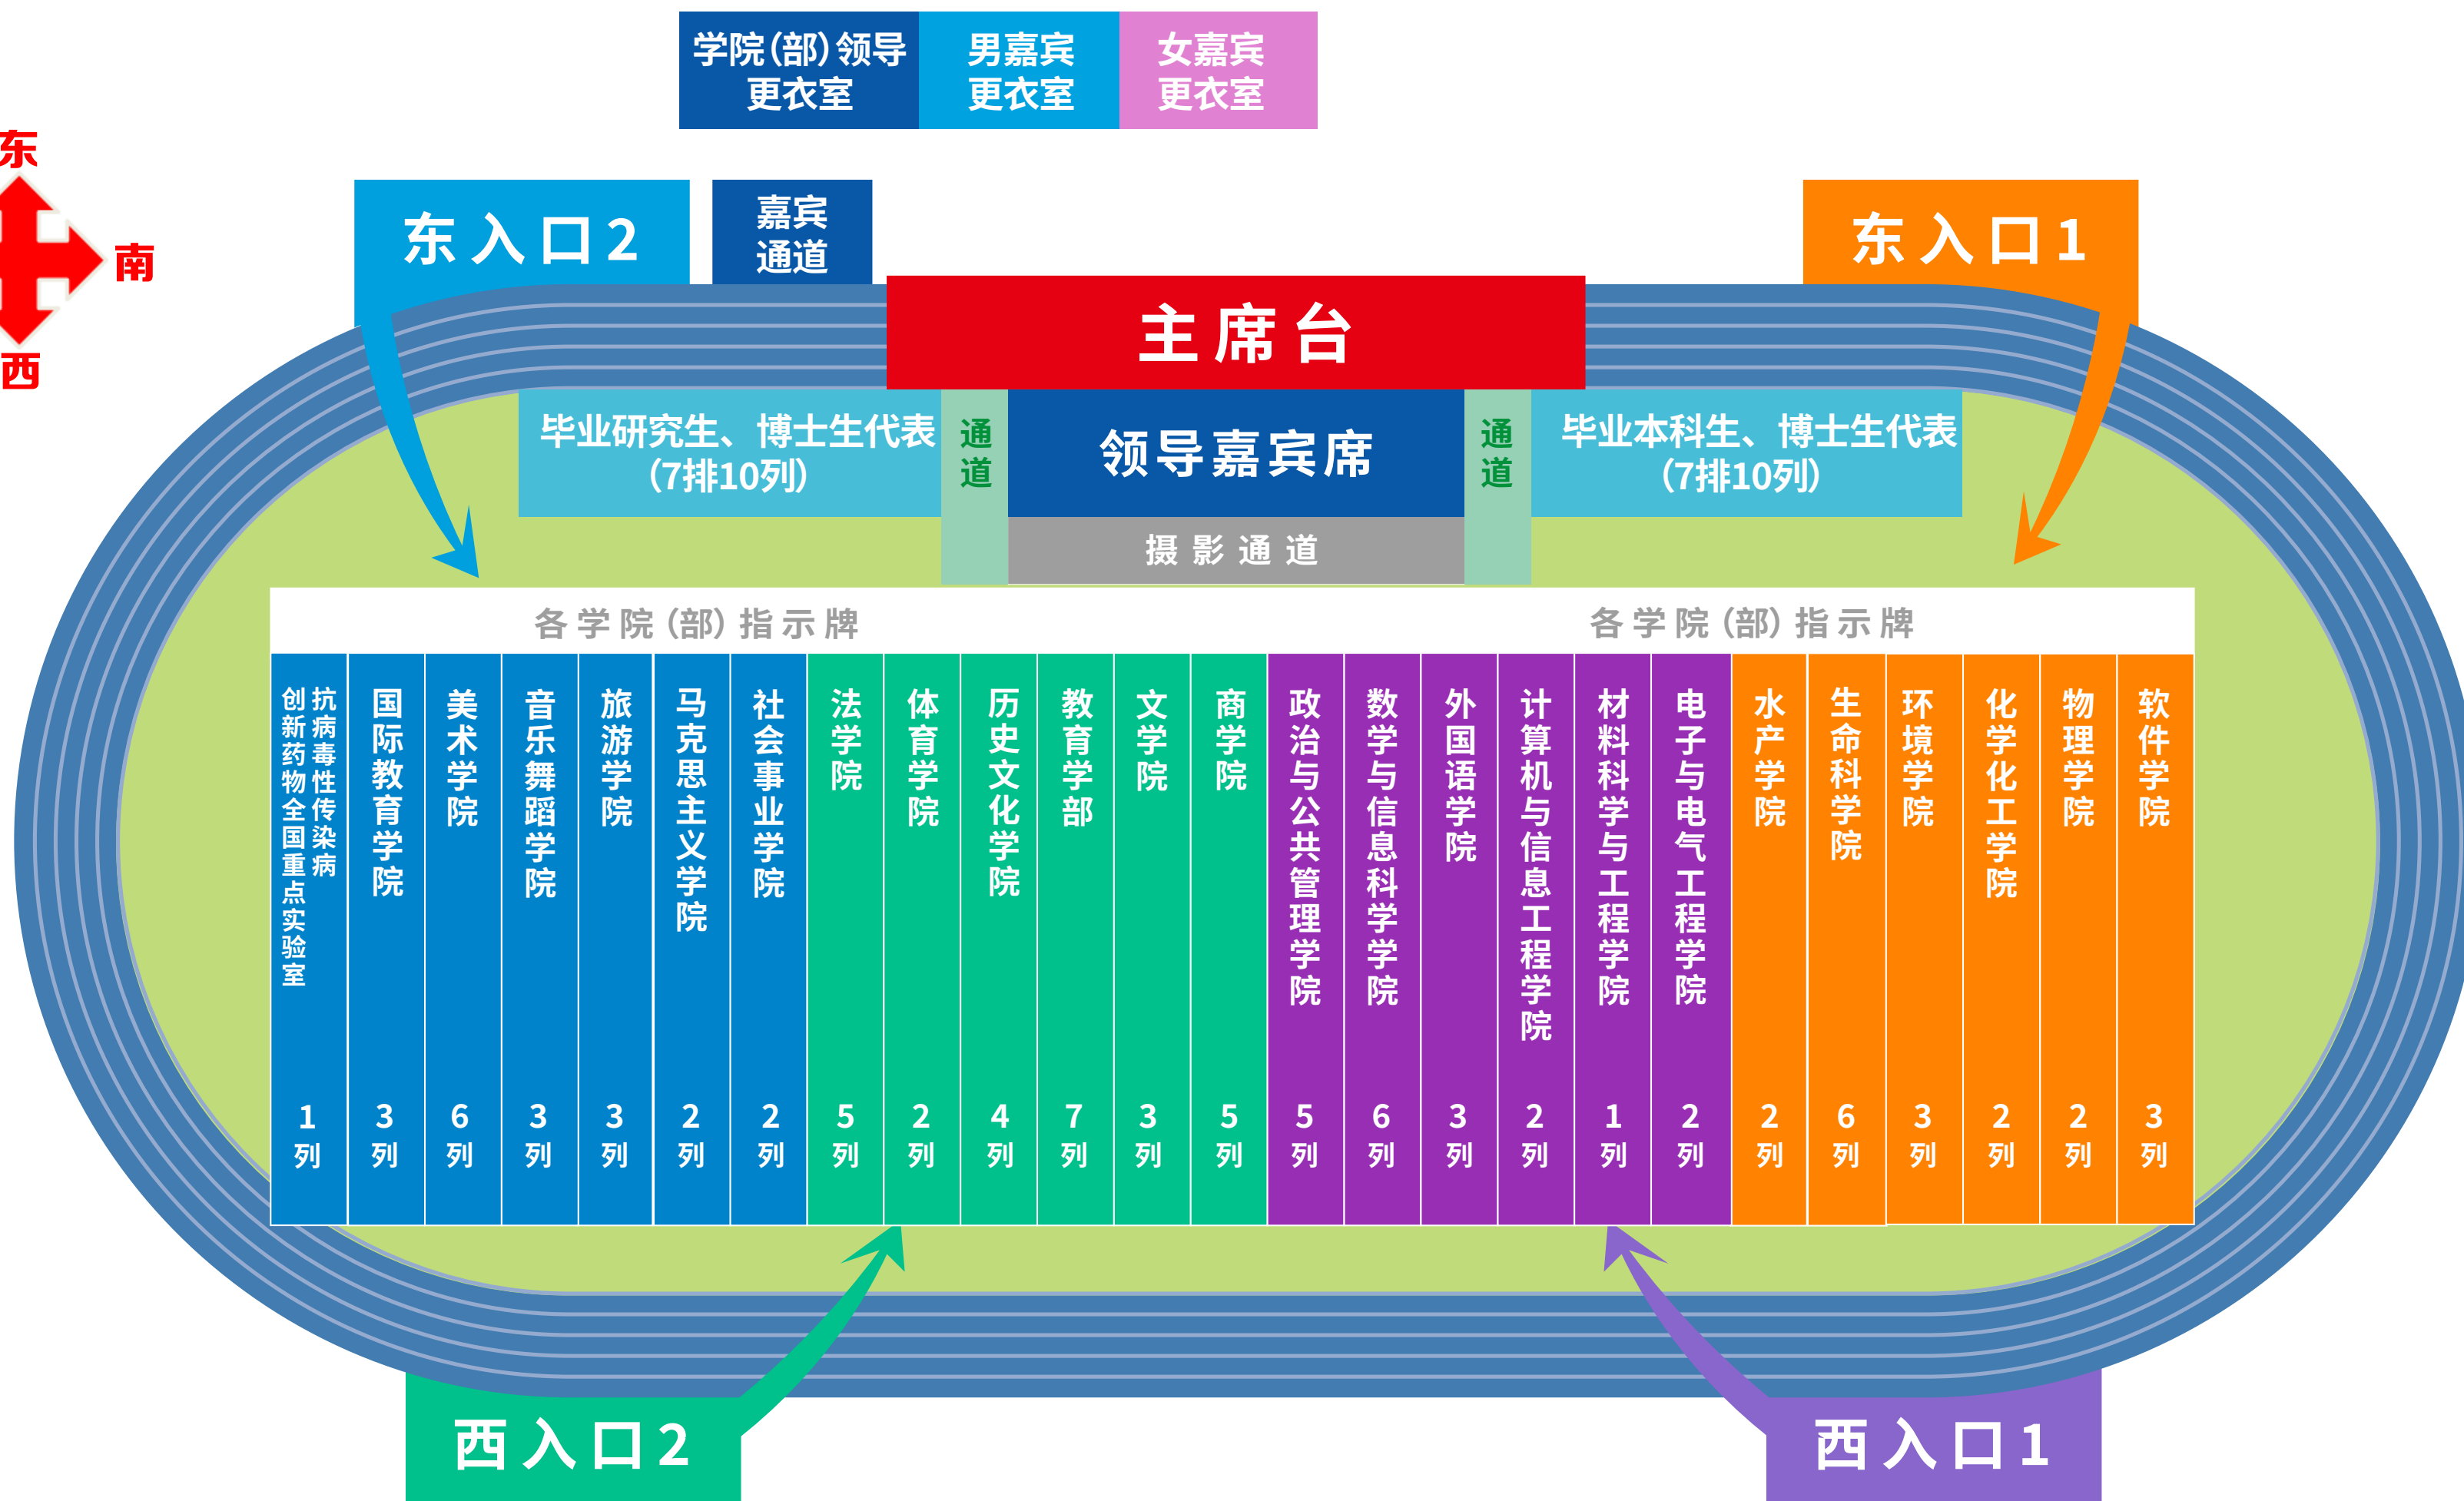 学院(部)领导
更衣室
男嘉宾
更衣室
女嘉宾
更衣室
东
南
西
东入口2
嘉宾
通道
东入口1
主席台
毕业研究生、博士生代表
(7排10列)
通道
领导嘉宾席
通道
毕业本科生、博士生代表
(7排10列)
摄影通道
各学院(部)指示牌
各学院(部)指示牌
抗病毒性传染病
创新药物全国重点实验室
1列
国际教育学院
3列
美术学院
6列
音乐舞蹈学院
3列
旅游学院
3列
马克思主义学院
2列
社会事业学院
2列
法学院
5列
体育学院
2列
历史文化学院
4列
教育学部
7列
文学院
3列
商学院
5列
政治与公共管理学院
5列
数学与信息科学学院
6列
外国语学院
3列
计算机与信息工程学院
2列
材料科学与工程学院
1列
电子与电气工程学院
2列
水产学院
2列
生命科学院
6列
环境学院
3列
化学化工学院
2列
物理学院
2列
软件学院
3列
西入口2
西入口1